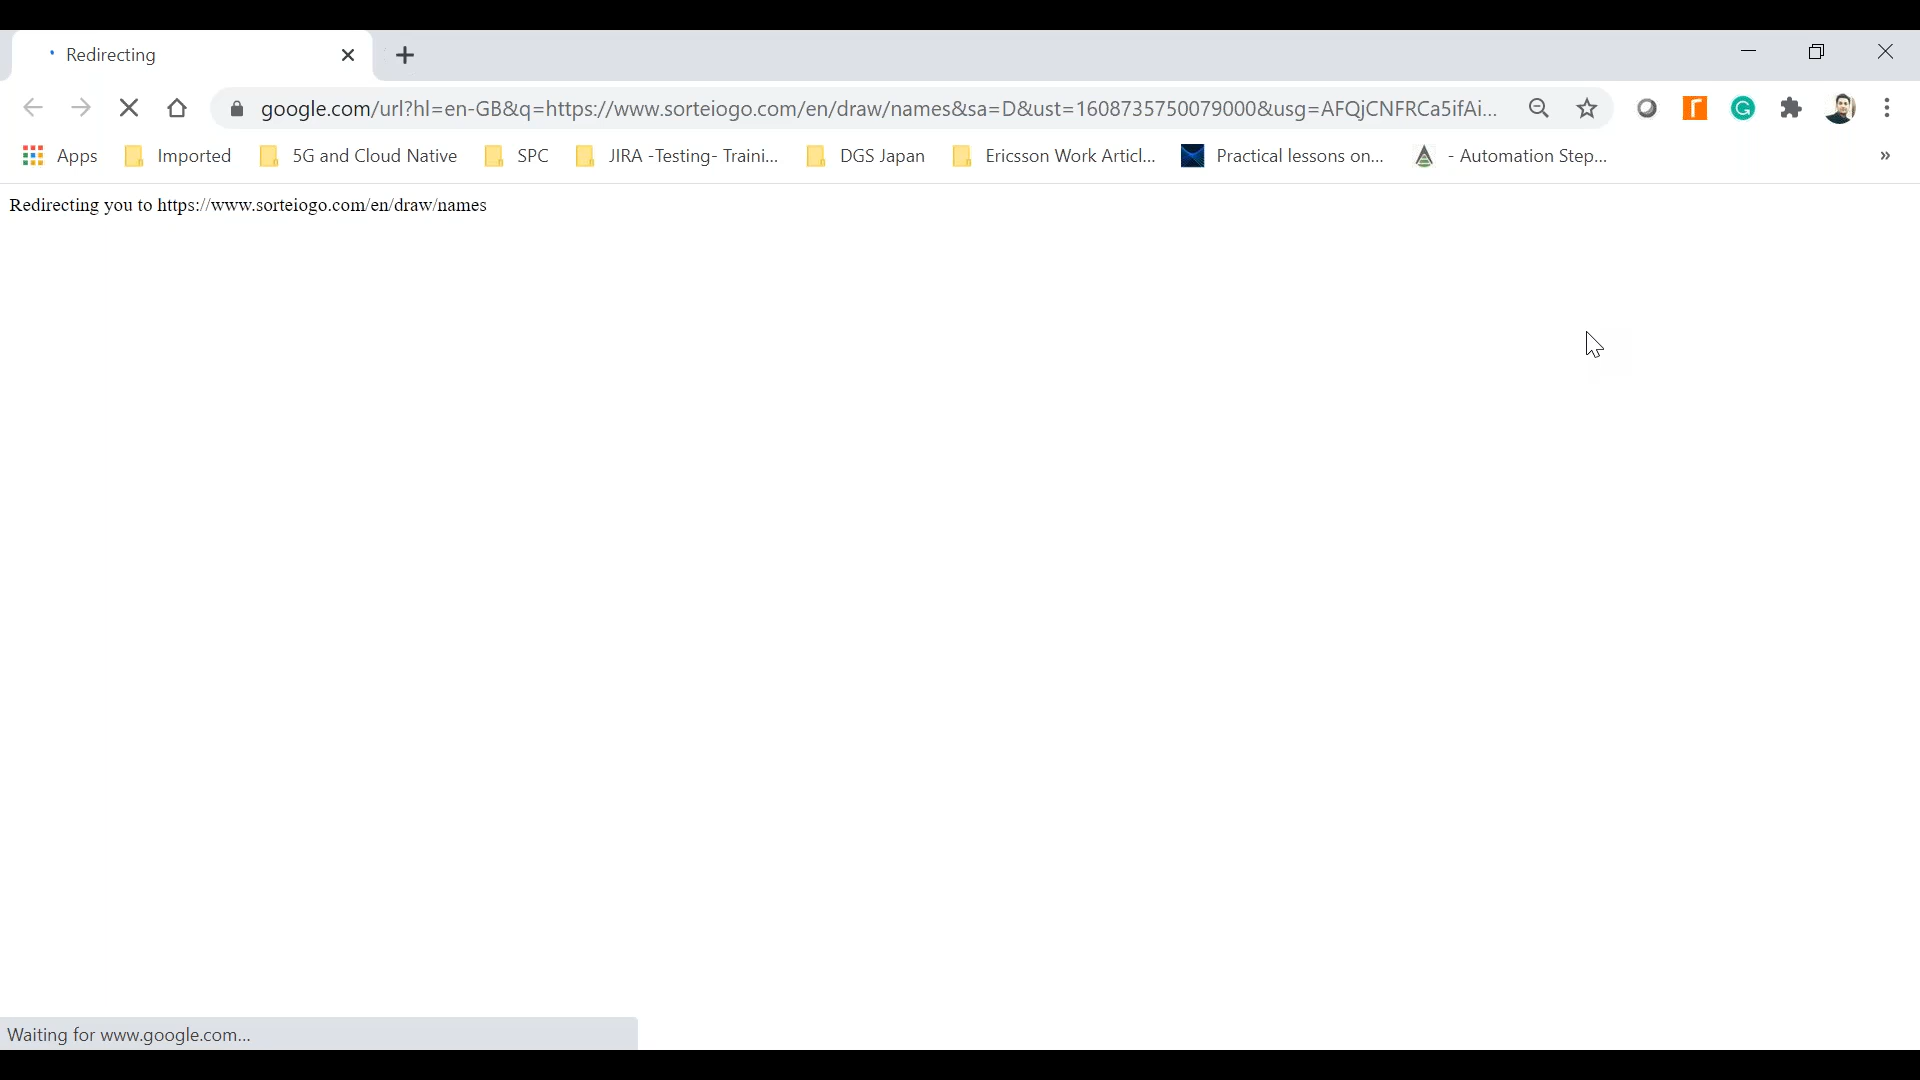 Redirecting
google.com/url?hl=en-GB&q=https://www.sorteiogo.com/en/draw/names&sa=D&ust=1608735750079000&usg=AFQjCNFRCa5ifAi...
Apps Imported 5G and Cloud Native SPC JIRA -Testing- Traini... DGS Japan Ericsson Work Articl... Practical lessons on... - Automation Step... »
Redirecting you to https://www.sorteiogo.com/en/draw/names
Waiting for www.google.com...